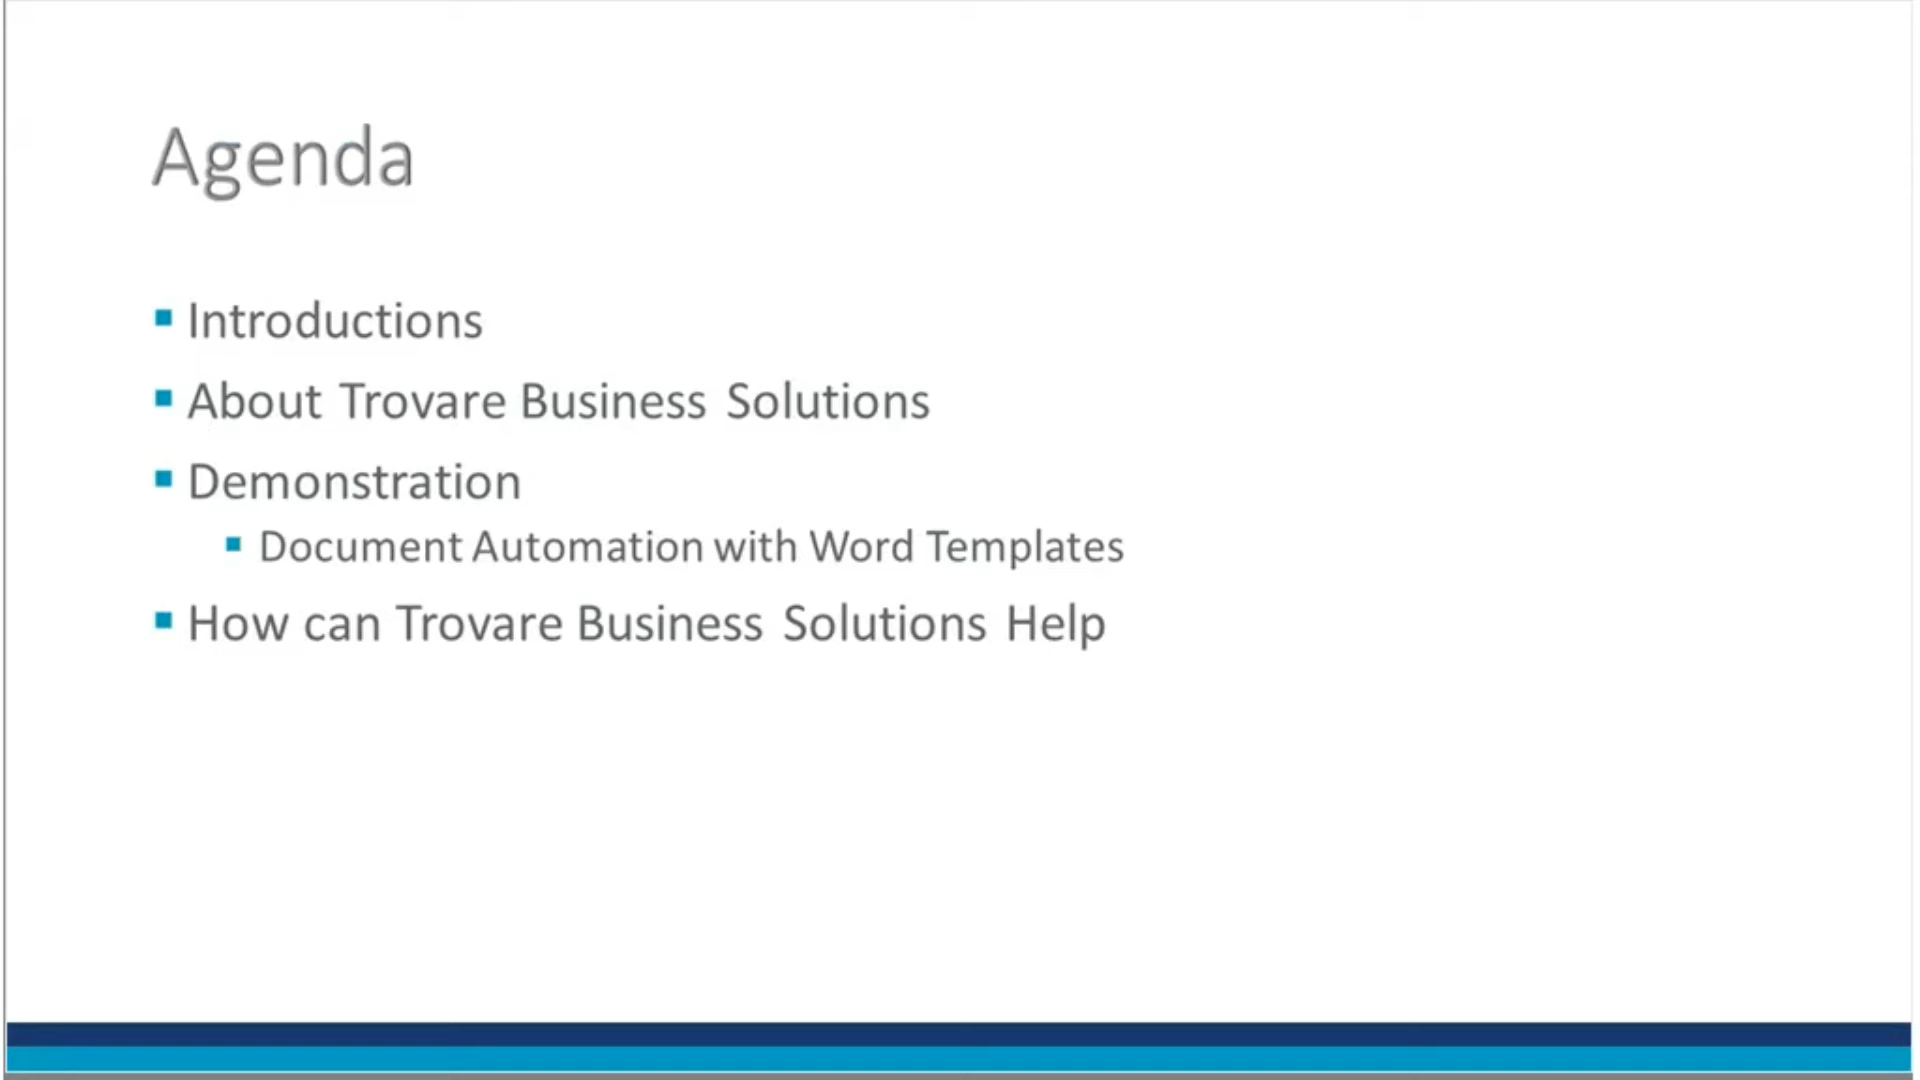 Agenda
Introductions
About Trovare Business Solutions
Demonstration
Document Automation with Word Templates
How can Trovare Business Solutions Help